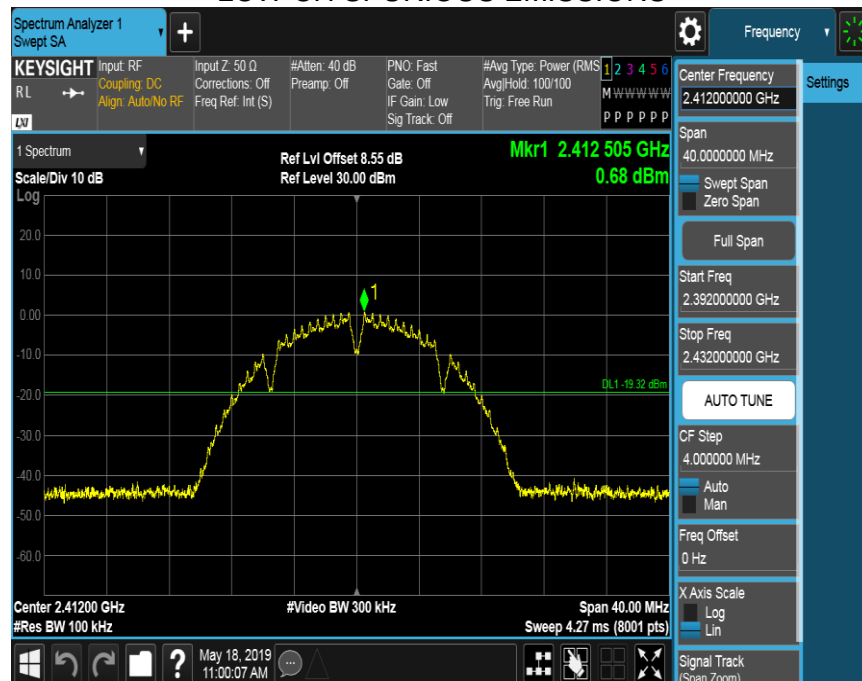 Spectrum Analyzer 1
Swept SA
+
Frequency
KEYSIGHT
RL
LXI
Input: RF
Coupling: DC
Align: Auto/No RF
Input Z: 50 Ω
Corrections: Off
Freq Ref: Int (S)
#Atten: 40 dB
Preamp: Off
PNO: Fast
Gate: Off
IF Gain: Low
Sig Track: Off
#Avg Type: Power (RMS
Avg|Hold: 100/100
Trig: Free Run
1 2 3 4 5 6
M W W W W W
P P P P P P
Center Frequency
2.412000000 GHz
Settings
Span
40.0000000 MHz
Swept Span
Zero Span
Full Span
Start Freq
2.392000000 GHz
Stop Freq
2.432000000 GHz
AUTO TUNE
CF Step
4.000000 MHz
Auto
Man
Freq Offset
0 Hz
X Axis Scale
Log
Lin
Signal Track
(Span Zoom)
1 Spectrum
Scale/Div 10 dB
Log
Ref Lvl Offset 8.55 dB
Ref Level 30.00 dBm
Mkr1 2.412 505 GHz
0.68 dBm
20.0
10.0
1
0.00
-10.0
DL1 -19.32 dBm
-20.0
-30.0
-40.0
-50.0
-60.0
Center 2.41200 GHz
#Res BW 100 kHz
#Video BW 300 kHz
Span 40.00 MHz
Sweep 4.27 ms (8001 pts)
?
May 18, 2019
11:00:07 AM